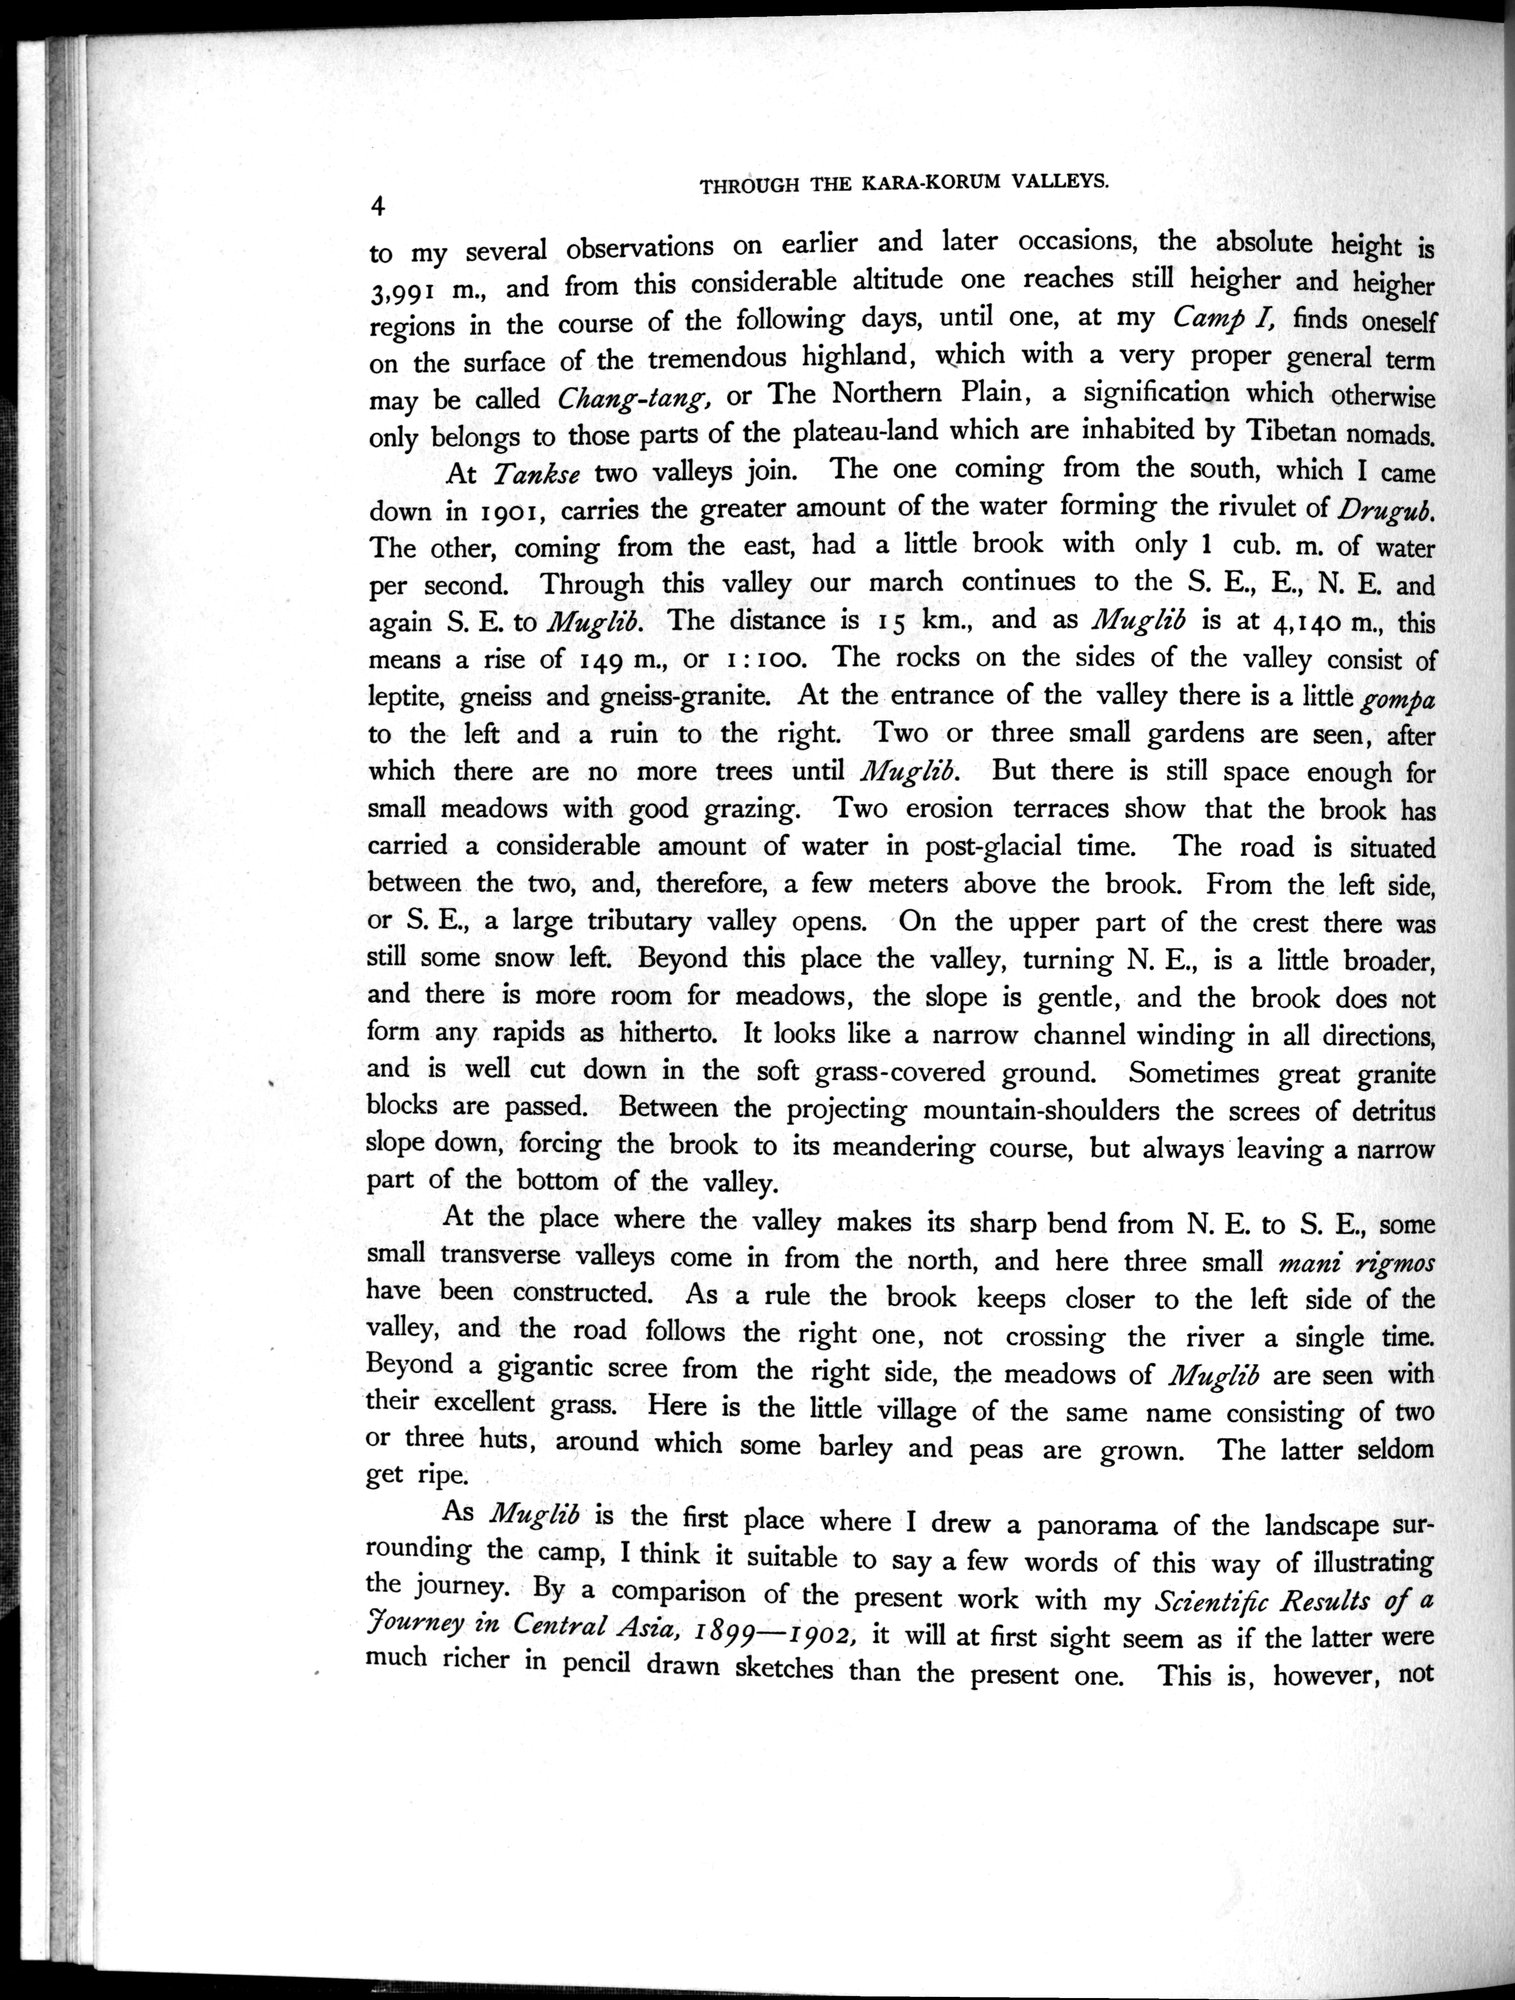 THROUGH THE KARA-KORUM VALLEYS.
4
to my several observations on earlier and later occasions, the absolute height is
3,991 m., and from this considerable altitude one reaches still heigher and heigher
regions in the course of the following days, until one, at my Camp I, finds oneself
on the surface of the tremendous highland, which with a very proper general term
may be called Chang-tang, or The Northern Plain, a signification which otherwise
only belongs to those parts of the plateau-land which are inhabited by Tibetan nomads.
At Tankse two valleys join. The one coming from the south, which I came
down in 1901, carries the greater amount of the water forming the rivulet of Drugub.
The other, coming from the east, had a little brook with only 1 cub. m. of water
per second. Through this valley our march continues to the S. E., E., N. E. and
again S. E. to Muglib. The distance is 15 km., and as Muglib is at 4,140 m., this
means a rise of 149 m., or 1:100. The rocks on the sides of the valley consist of
leptite, gneiss and gneiss-granite. At the entrance of the valley there is a little gompa
to the left and a ruin to the right. Two or three small gardens are seen, after
which there are no more trees until Muglib. But there is still space enough for
small meadows with good grazing. Two erosion terraces show that the brook has
carried a considerable amount of water in post-glacial time. The road is situated
between the two, and, therefore, a few meters above the brook. From the left side,
or S. E., a large tributary valley opens. On the upper part of the crest there was
still some snow left. Beyond this place the valley, turning N. E., is a little broader,
and there is more room for meadows, the slope is gentle, and the brook does not
form any rapids as hitherto. It looks like a narrow channel winding in all directions,
and is well cut down in the soft grass-covered ground. Sometimes great granite
blocks are passed. Between the projecting mountain-shoulders the screes of detritus
slope down, forcing the brook to its meandering course, but always leaving a narrow
part of the bottom of the valley.
At the place where the valley makes its sharp bend from N. E. to S. E., some
small transverse valleys come in from the north, and here three small mani rigmos
have been constructed. As a rule the brook keeps closer to the left side of the
valley, and the road follows the right one, not crossing the river a single time.
Beyond a gigantic scree from the right side, the meadows of Muglib are seen with
their excellent grass. Here is the little village of the same name consisting of two
or three huts, around which some barley and peas are grown. The latter seldom
get ripe.
As Muglib is the first place where I drew a panorama of the landscape sur-
rounding the camp, I think it suitable to say a few words of this way of illustrating
the journey. By a comparison of the present work with my Scientific Results of a
Journey in Central Asia, 1899—1902, it will at first sight seem as if the latter were
much richer in pencil drawn sketches than the present one. This is, however, not